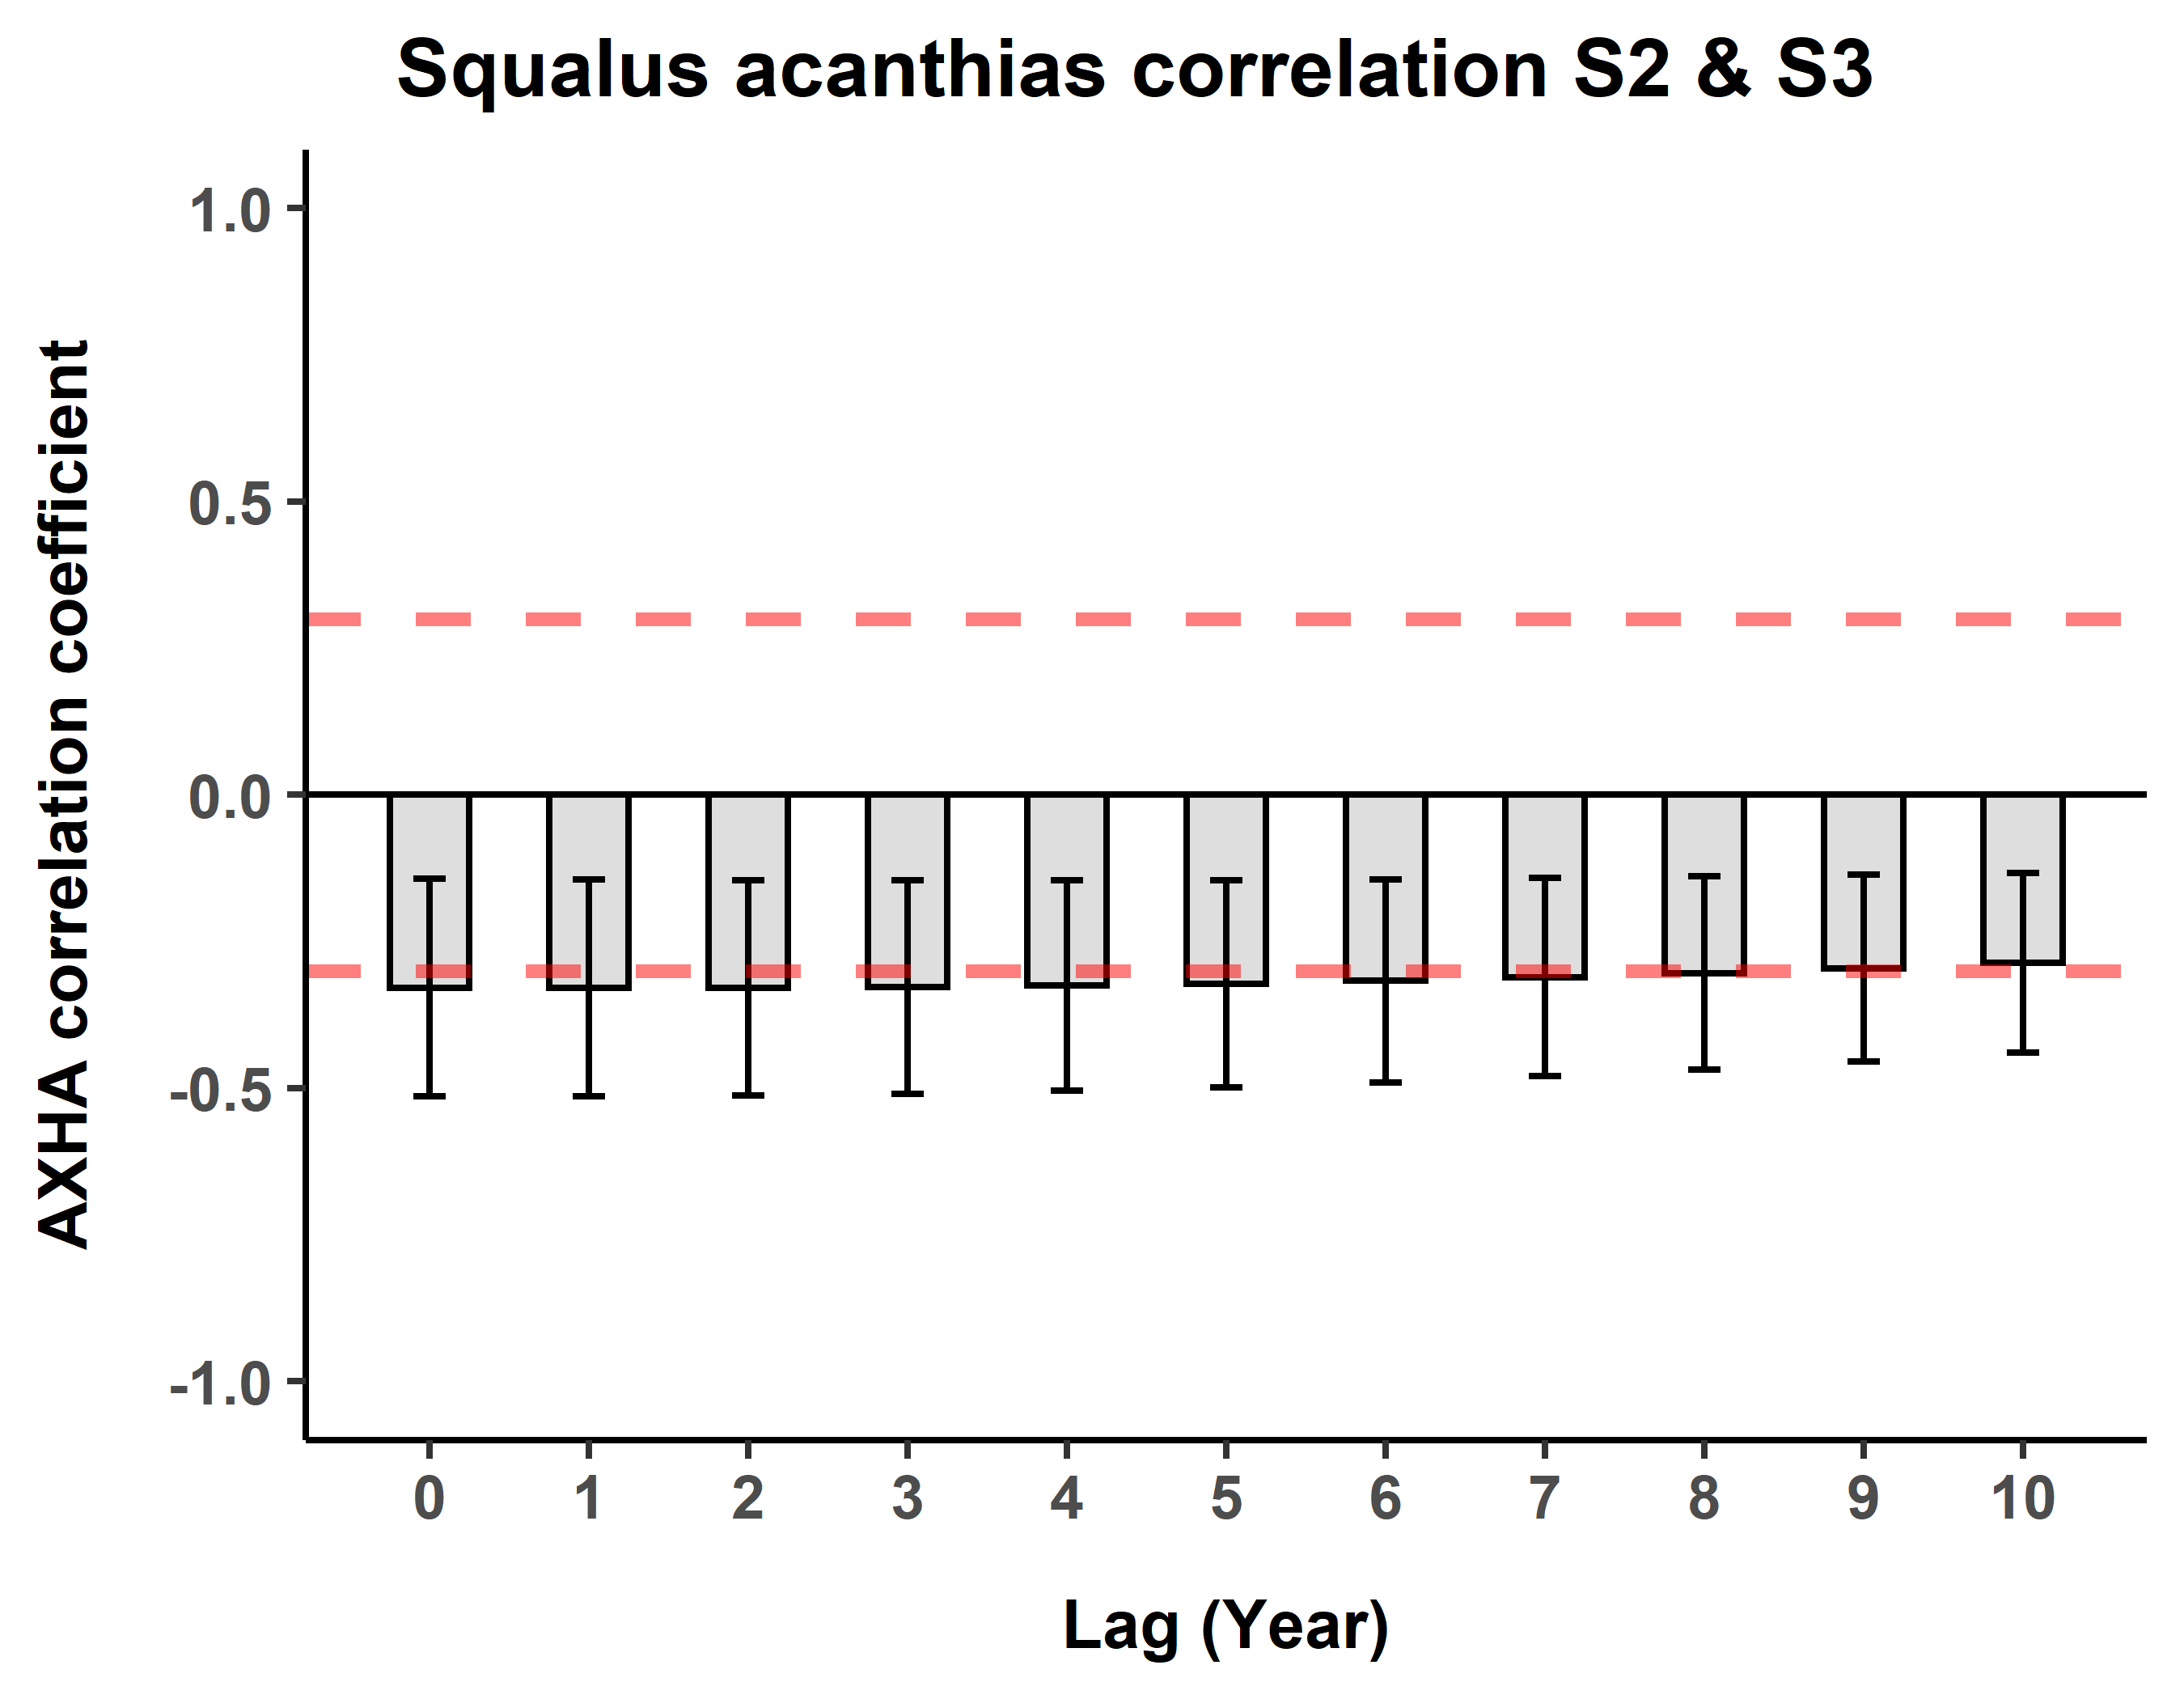 Squalus acanthias correlation S2 & S3
AXHA correlation coefficient
1.0
0.5
0.0
-0.5
-1.0
0 1 2 3 4 5 6 7 8 9 10
Lag (Year)